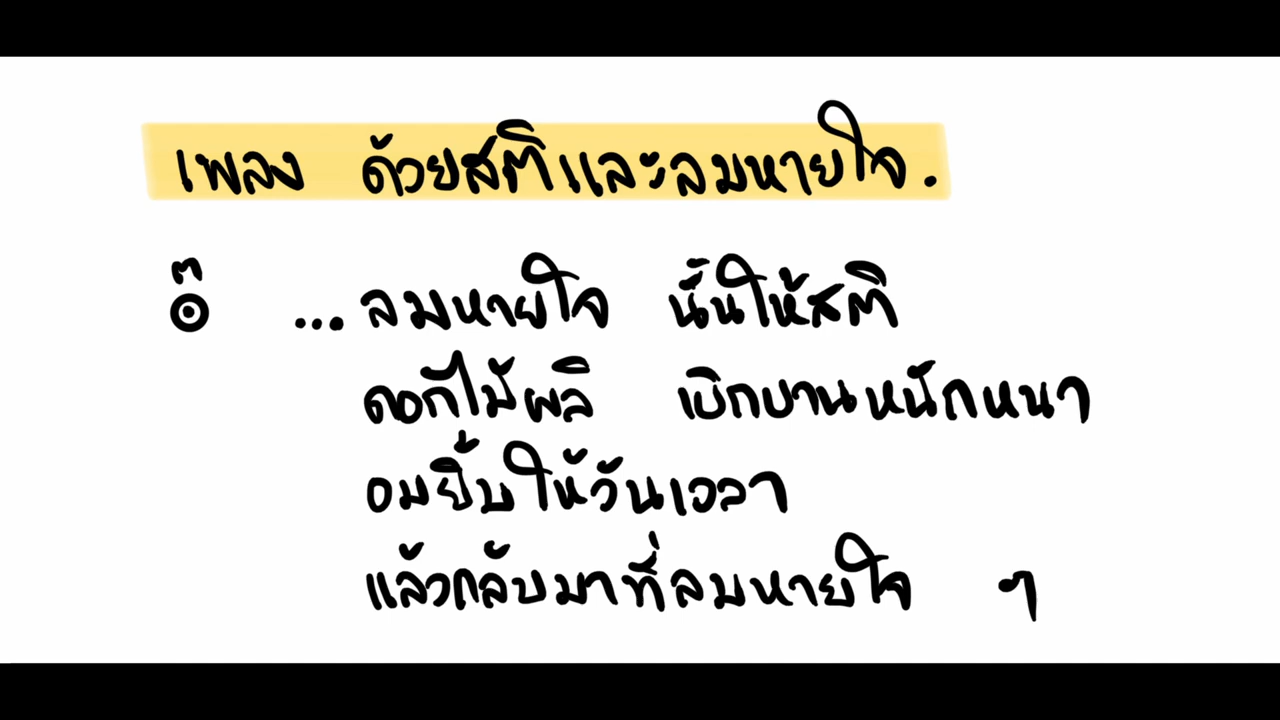 เพลง ด้วยสติและลมหายใจ.
๏๊ ...ลมหายใจ นั้นให้สติ
ดอกไม้ผลิ เบิกบานหนักหนา
อมยิ้มให้วันเวลา
แล้วกลับมาที่ลมหายใจ ๆ